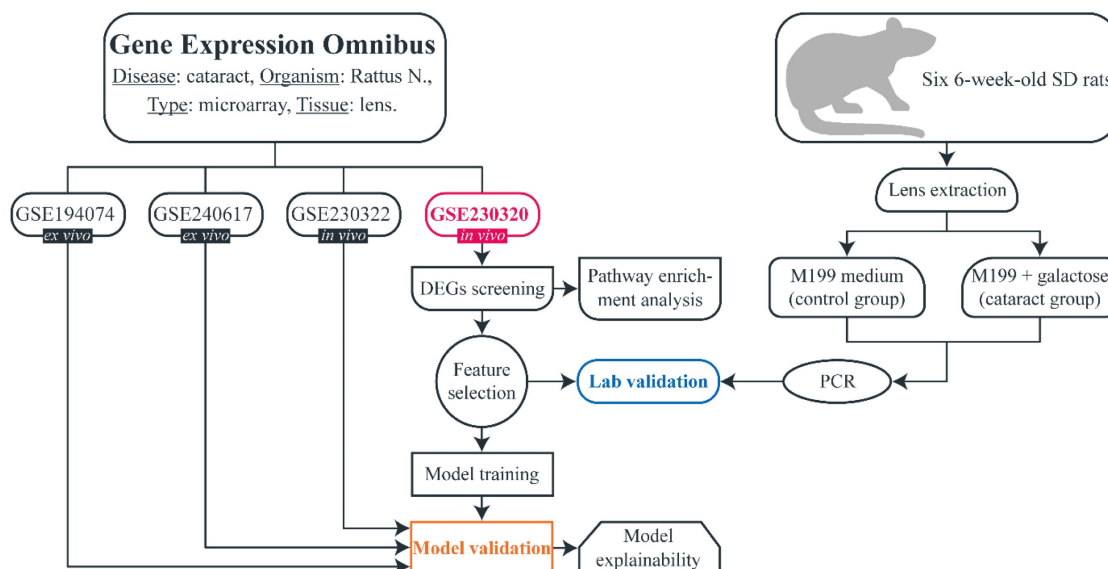 Gene Expression Omnibus
Disease: cataract, Organism: Rattus N.,
Type: microarray, Tissue: lens.
Six 6-week-old SD rats
GSE194074
ex vivo
GSE240617
ex vivo
GSE230322
in vivo
GSE230320
in vivo
Lens extraction
DEGs screening
Pathway enrich-
ment analysis
M199 medium
(control group)
M199 + galactose
(cataract group)
Feature
selection
Lab validation
PCR
Model training
Model validation
Model
explainability